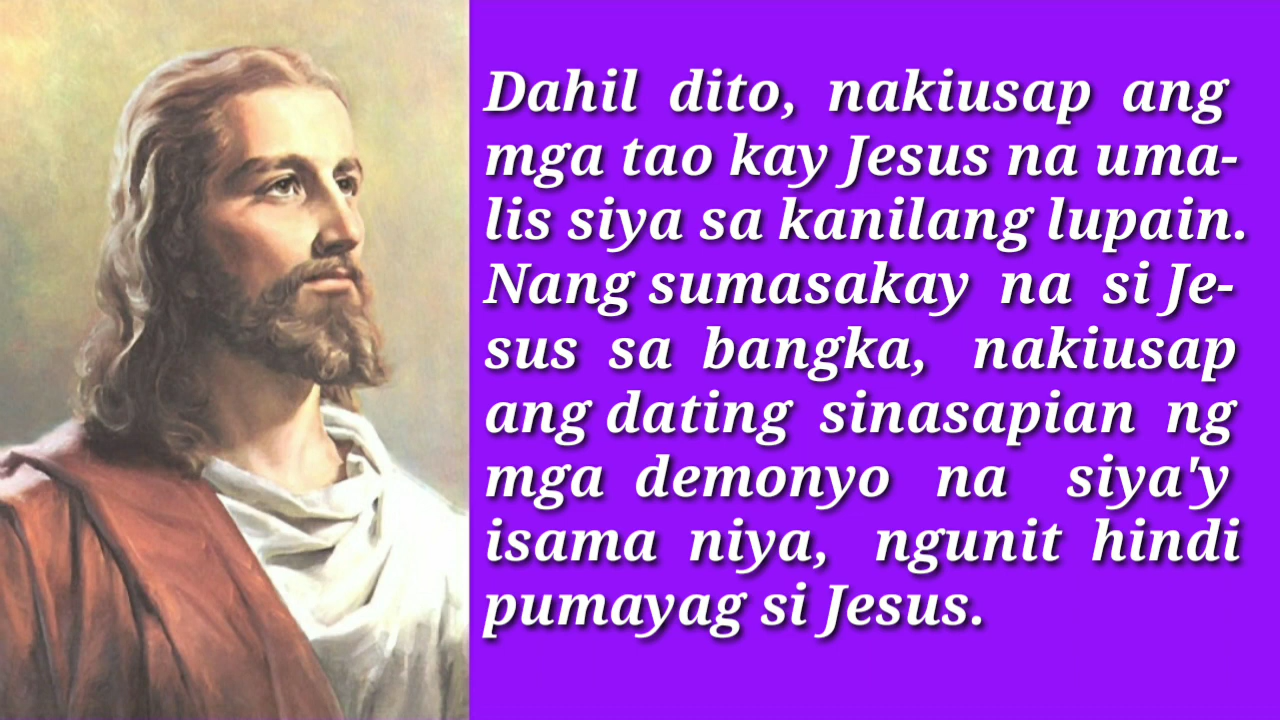 Dahil dito, nakiusap ang
mga tao kay Jesus na uma-
lis siya sa kanilang lupain.
Nang sumasakay na si Je-
sus sa bangka, nakiusap
ang dating sinasapian ng
mga demonyo na siya'y
isama niya, ngunit hindi
pumayag si Jesus.